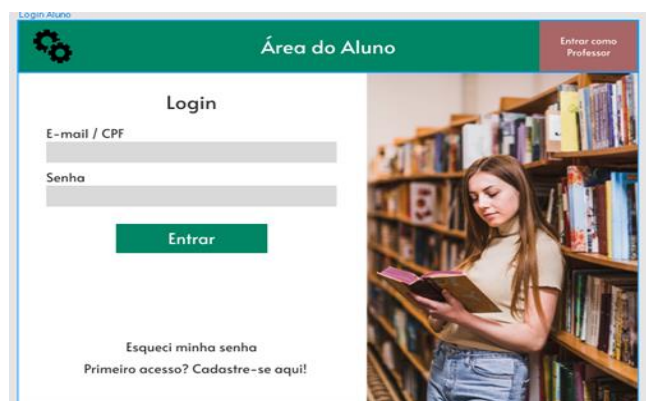 Login Aluno
Área do Aluno
Entrar como
Professor
Login
E-mail / CPF
Senha
Entrar
Esqueci minha senha
Primeiro acesso? Cadastre-se aqui!